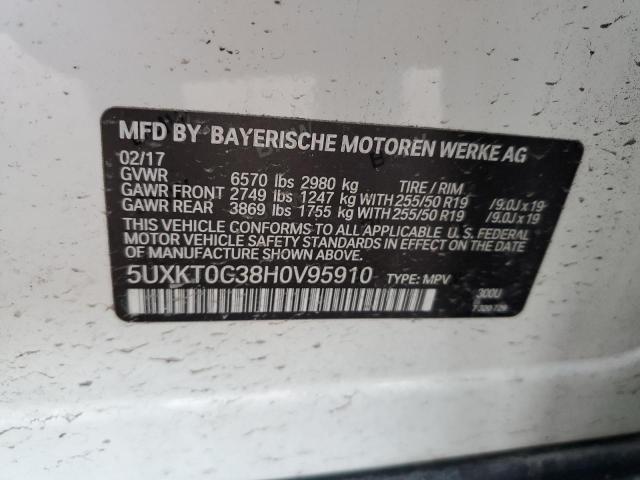 MFD BY BAYERISCHE MOTOREN WERKE AG
02/17
GVWR 6570 lbs 2980 kg TIRE / RIM
GAWR FRONT 2749 lbs 1247 kg WITH 255/50 R19 /9.0J x 19
GAWR REAR 3869 lbs 1755 kg WITH 255/50 R19 /9.0J x 19
THIS VEHICLE CONFORMS TO ALL APPLICABLE U. S. FEDERAL
MOTOR VEHICLE SAFETY STANDARDS IN EFFECT ON THE DATE OF
MANUFACTURE SHOWN ABOVE.
5UXKT0C38H0V95910 TYPE: MPV
300U